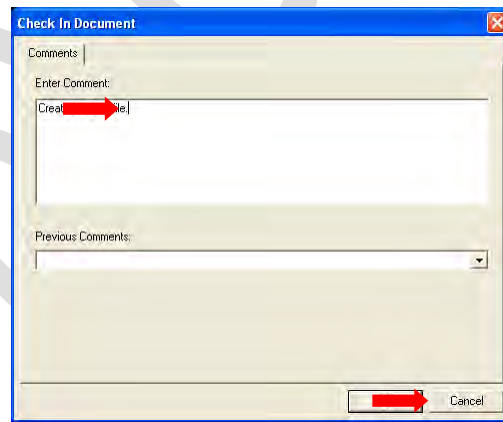 Check In Document
Comments
Enter Comment:
Creat ile.
Previous Comments:
Cancel